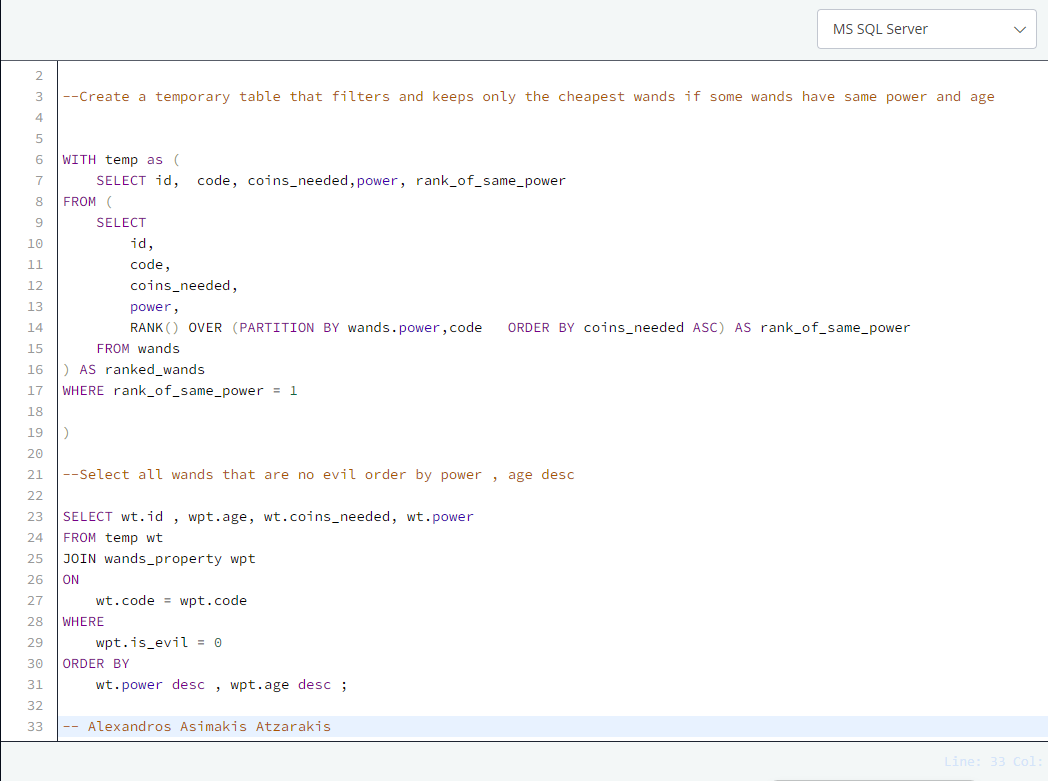 MS SQL Server
2
3 --Create a temporary table that filters and keeps only the cheapest wands if some wands have same power and age
4
5
6 WITH temp as (
7     SELECT id,  code, coins_needed,power, rank_of_same_power
8 FROM (
9     SELECT
10         id,
11         code,
12         coins_needed,
13         power,
14         RANK() OVER (PARTITION BY wands.power,code   ORDER BY coins_needed ASC) AS rank_of_same_power
15     FROM wands
16 ) AS ranked_wands
17 WHERE rank_of_same_power = 1
18
19 )
20
21 --Select all wands that are no evil order by power , age desc
22
23 SELECT wt.id , wpt.age, wt.coins_needed, wt.power
24 FROM temp wt
25 JOIN wands_property wpt
26 ON
27     wt.code = wpt.code
28 WHERE
29     wpt.is_evil = 0
30 ORDER BY
31     wt.power desc , wpt.age desc ;
32
33 -- Alexandros Asimakis Atzarakis
Line: 33 Col: